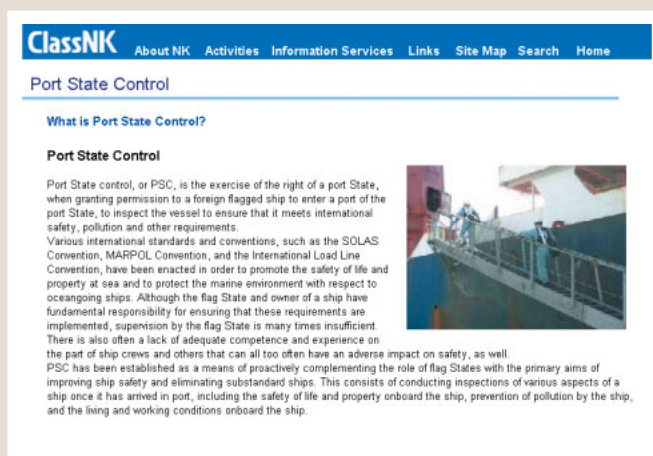 ClassNK About NK Activities Information Services Links Site Map Search Home
Port State Control
What is Port State Control?
Port State Control
Port State control, or PSC, is the exercise of the right of a port State,
when granting permission to a foreign flagged ship to enter a port of the
port State, to inspect the vessel to ensure that it meets international
safety, pollution and other requirements.
Various international standards and conventions, such as the SOLAS
Convention, MARPOL Convention, and the International Load Line
Convention, have been enacted in order to promote the safety of life and
property at sea and to protect the marine environment with respect to
oceangoing ships. Although the flag State and owner of a ship have
fundamental responsibility for ensuring that these requirements are
implemented, supervision by the flag State is many times insufficient.
There is also often a lack of adequate competence and experience on
the part of ship crews and others that can all too often have an adverse impact on safety, as well.
PSC has been established as a means of proactively complementing the role of flag States with the primary aims of
improving ship safety and eliminating substandard ships. This consists of conducting inspections of various aspects of a
ship once it has arrived in port, including the safety of life and property onboard the ship, prevention of pollution by the ship,
and the living and working conditions onboard the ship.